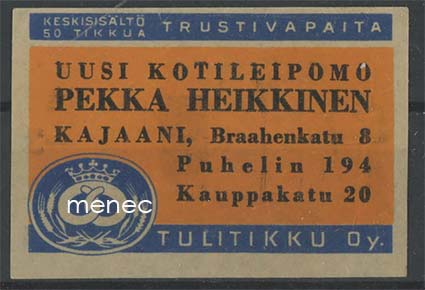 KESKISISÄLTÖ
50 TIKKUA
TRUSTIVAPAITA
UUSI KOTILEIPOMO
PEKKA HEIKKINEN
KAJAANI, Braahenkatu 8
Puhelin 194
Kauppakatu 20
menec
TULITIKKU Oy.